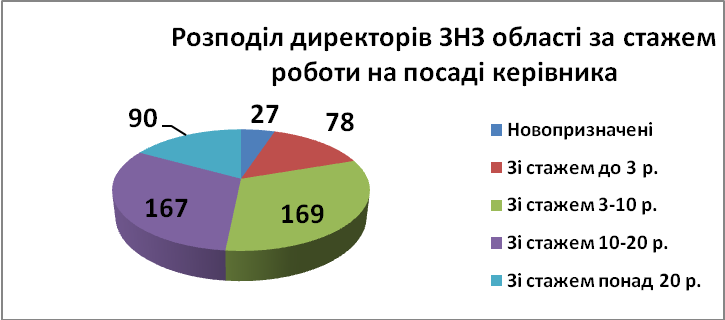 Розподіл директорів ЗНЗ області за стажем
роботи на посаді керівника
90
27
78
167
169
Новопризначені
Зі стажем до 3 р.
Зі стажем 3-10 р.
Зі стажем 10-20 р.
Зі стажем понад 20 р.